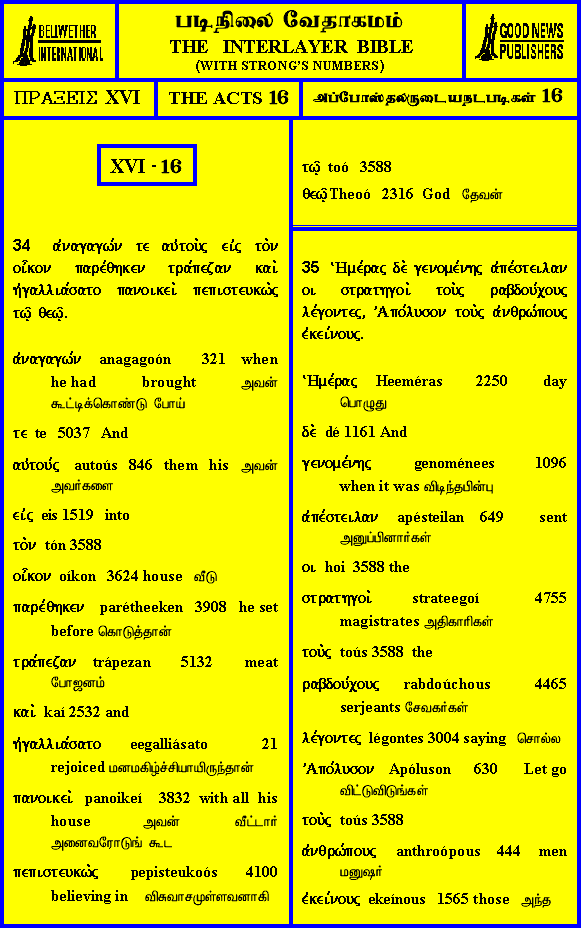 BELLWETHER
INTERNATIONAL
படிநிலை வேதாகமம்
THE INTERLAYER BIBLE
(WITH STRONG'S NUMBERS)
GOOD NEWS
PUBLISHERS
ΠΡΑΞΕΙΣ XVI
THE ACTS 16
அப்போஸ்தலருடையநடபடிகள் 16
XVI - 16
34 ἀναγαγών τε αὐτοὺς εἰς τὸν
οἶκον παρέθηκεν τράπεζαν καὶ
ἠγαλλιάσατο πανοικεὶ πεπιστευκὼς
τῷ θεῷ.
ἀναγαγών anagagoón 321 when
he had brought அவன்
கூட்டிக்கொண்டு போய்
τε te 5037 And
αὐτούς autoús 846 them his அவன்
அவர்களை
εἰς eis 1519 into
τὸν tón 3588
οἶκον oíkon 3624 house வீடு
παρέθηκεν parétheeken 3908 he set
before கொடுத்தான்
τράπεζαν trápezan 5132 meat
போஜனம்
καὶ kaí 2532 and
ἠγαλλιάσατο eegalliásato 21
rejoiced மனமகிழ்ச்சியாயிருந்தான்
πανοικεὶ panoikeí 3832 with all his
house அவன் வீட்டார்
அனைவரோடுங் கூட
πεπιστευκὼς pepisteukoós 4100
believing in விசுவாசமுள்ளவனாகி
τῷ toó 3588
θεῷ Theoó 2316 God தேவன்
35 Ἡμέρας δὲ γενομένης ἀπέστειλαν
οι στρατηγοὶ τοὺς ραβδούχους
λέγοντες, Ἀπόλυσον τοὺς ἀνθρώπους
ἐκείνους.
Ἡμέρας Heeméras 2250 day
பொழுது
δὲ dé 1161 And
γενομένης genoménees 1096
when it was விடிந்தபின்பு
ἀπέστειλαν apésteilan 649 sent
அனுப்பினார்கள்
οι hoi 3588 the
στρατηγοὶ strateegoí 4755
magistrates அதிகாரிகள்
τοὺς toús 3588 the
ραβδούχους rabdoúchous 4465
serjeants சேவகர்கள்
λέγοντες légontes 3004 saying சொல்ல
Ἀπόλυσον Apóluson 630 Let go
விட்டுவிடுங்கள்
τοὺς toús 3588
ἀνθρώπους anthroópous 444 men
மனுஷர்
ἐκείνους ekeínous 1565 those அந்த